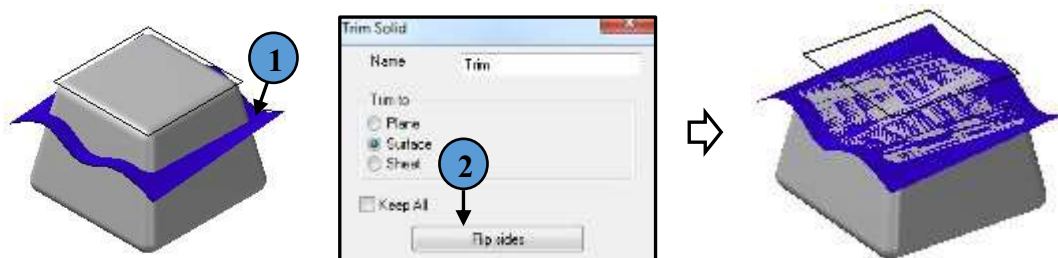 1
Trim Solid
Name Trim
Trim to
Plane
Surface
Sheet
2
Keep All
Flip sides